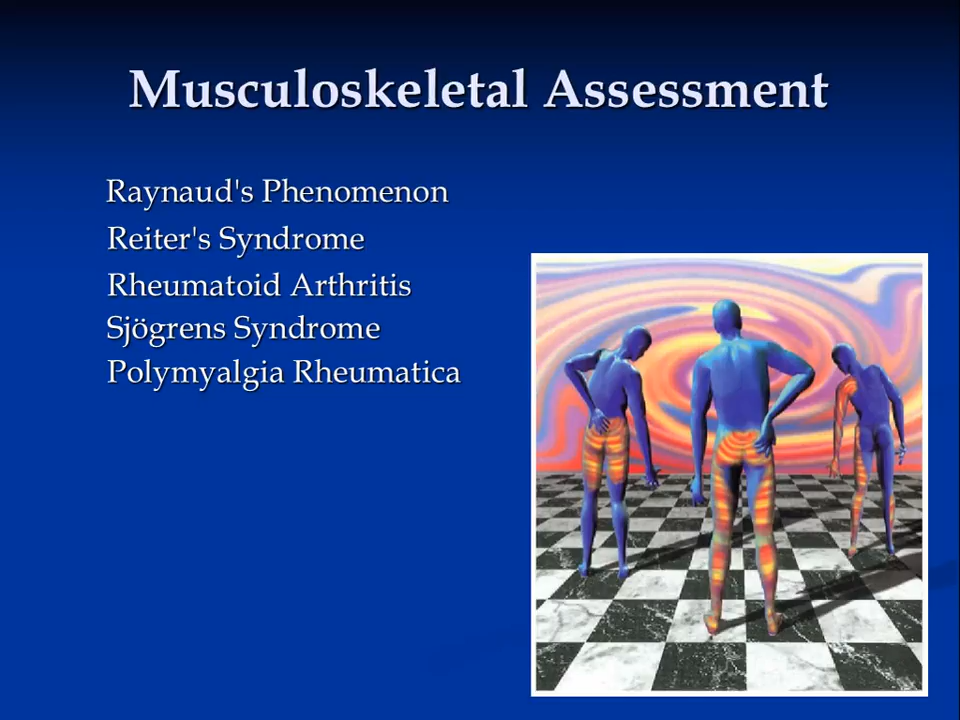 Musculoskeletal Assessment
Raynaud's Phenomenon
Reiter's Syndrome
Rheumatoid Arthritis
Sjögrens Syndrome
Polymyalgia Rheumatica